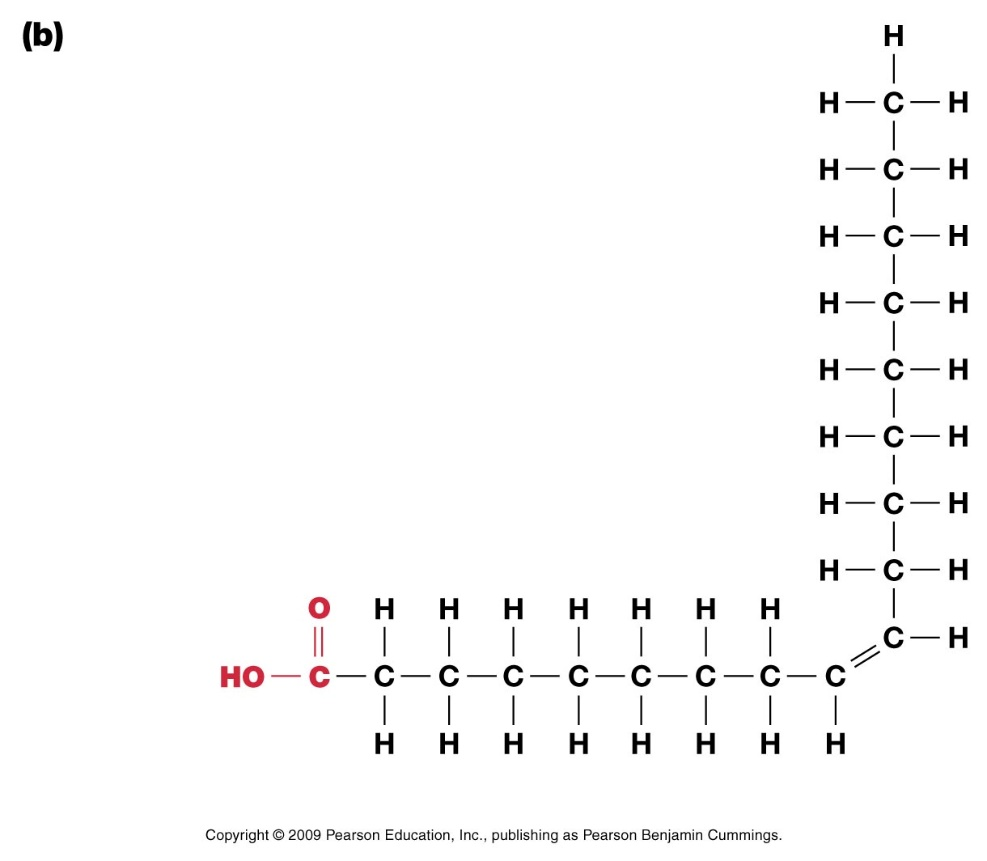 (b)
H
H C H
H C H
H C H
H C H
H C H
H C H
H C H
H C H
O H H H H H H H
C H
HO C C C C C C C C C
H H H H H H H H
Copyright © 2009 Pearson Education, Inc., publishing as Pearson Benjamin Cummings.